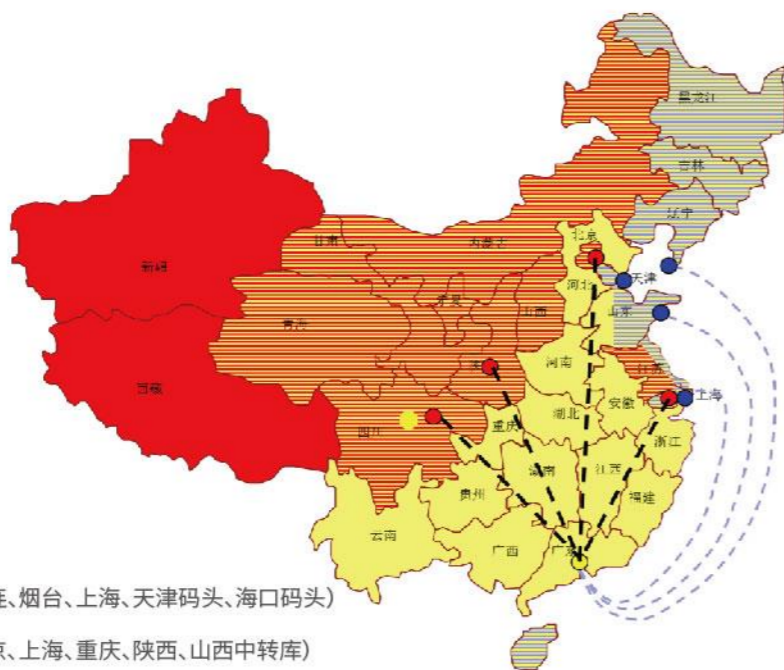 黑龙江
吉林
辽宁
北京
内蒙古
甘肃
新疆
天津
河北
宁夏
山西
山东
青海
河南
江苏
西藏
上海
安徽
四川
重庆
湖北
浙江
湖南
江西
贵州
福建
云南
广西
广东
、烟台、上海、天津码头、海口码头)
、上海、重庆、陕西、山西中转库)